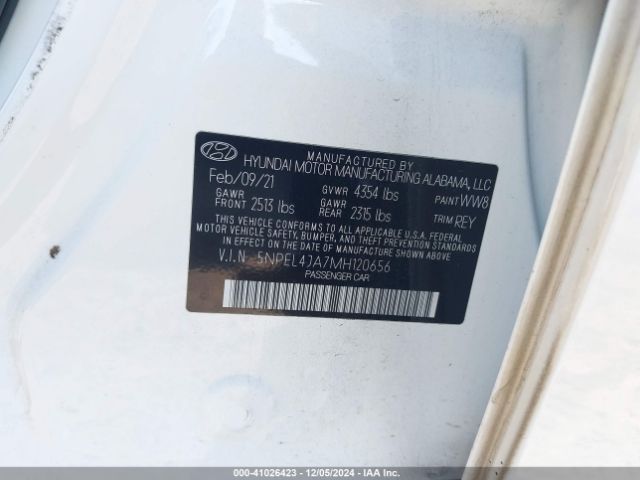 MANUFACTURED BY
HYUNDAI MOTOR MANUFACTURING ALABAMA, LLC
Feb/09/21 GVWR 4354 lbs PAINT WW8
GAWR FRONT 2513 lbs GAWR REAR 2315 lbs TRIM REY
THIS VEHICLE CONFORMS TO ALL APPLICABLE U.S. FEDERAL
MOTOR VEHICLE SAFETY, BUMPER, AND THEFT PREVENTION STANDARDS
IN EFFECT ON THE DATE OF MANUFACTURE SHOWN ABOVE.
V.I.N 5NPEL4JA7MH120656
PASSENGER CAR
000-41026423 - 12/05/2024 - IAA Inc.